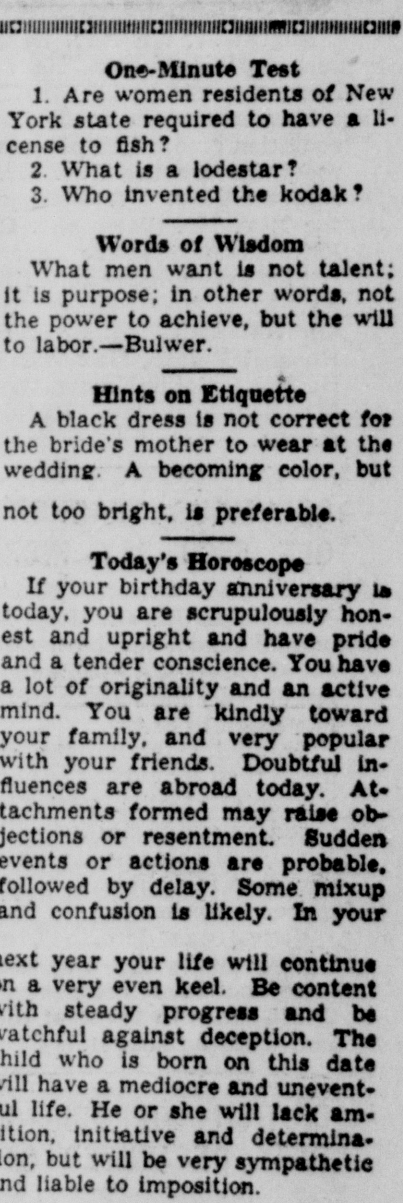 One-Minute Test
1. Are women residents of New
York state required to have a li-
cense to fish?
2. What is a lodestar?
3. Who invented the kodak?
Words of Wisdom
What men want is not talent;
it is purpose; in other words, not
the power to achieve, but the will
to labor.—Bulwer.
Hints on Etiquette
A black dress is not correct for
the bride's mother to wear at the
wedding. A becoming color, but
not too bright, is preferable.
Today's Horoscope
If your birthday anniversary is
today, you are scrupulously hon-
est and upright and have pride
and a tender conscience. You have
a lot of originality and an active
mind. You are kindly toward
your family, and very popular
with your friends. Doubtful in-
fluences are abroad today. At-
tachments formed may raise ob-
jections or resentment. Sudden
events or actions are probable,
followed by delay. Some mixup
and confusion is likely. In your
next year your life will continue
on a very even keel. Be content
with steady progress and be
watchful against deception. The
child who is born on this date
will have a mediocre and unevent-
ful life. He or she will lack am-
bition, initiative and determina-
tion, but will be very sympathetic
and liable to imposition.